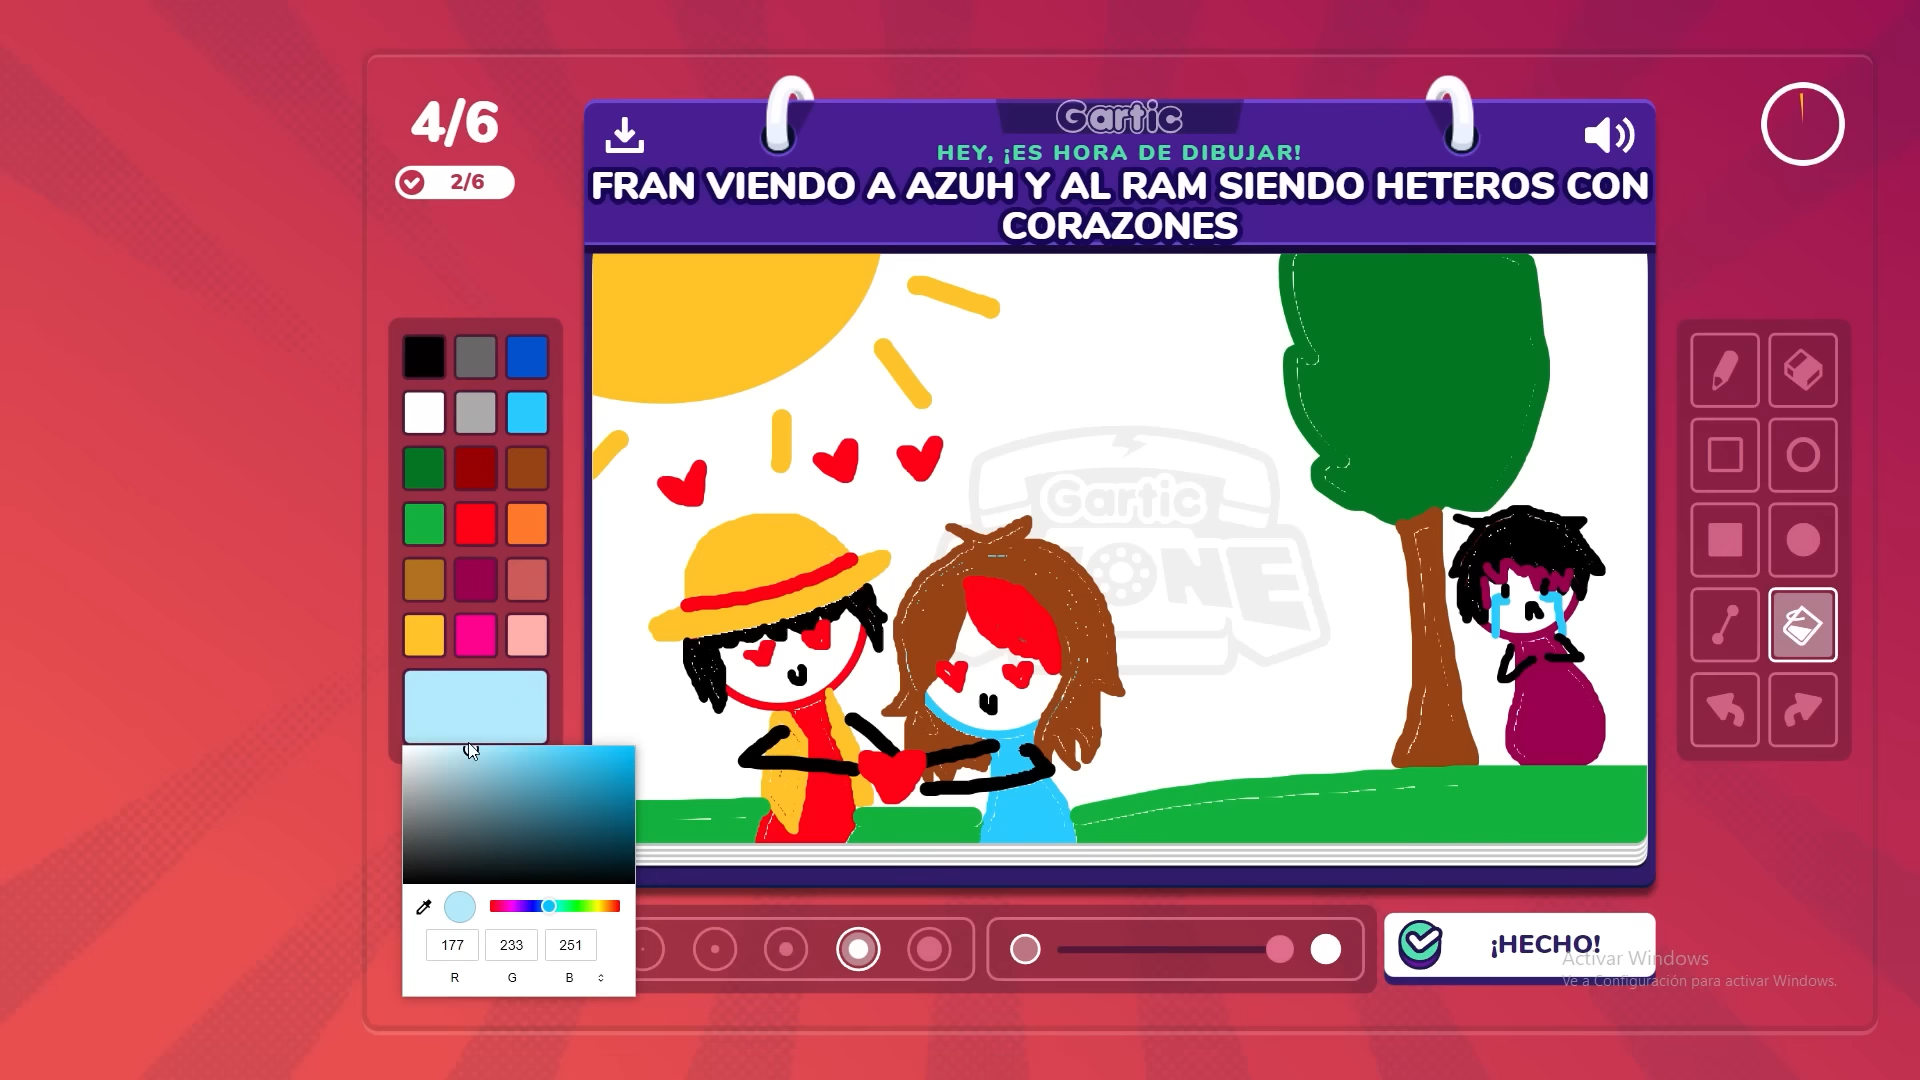 4/6
2/6
Gartic
HEY, ¡ES HORA DE DIBUJAR!
FRAN VIENDO A AZUH Y AL RAM SIENDO HETEROS CON
CORAZONES
Gartic
177 233 251
R G B
¡HECHO!
Activar Windows
Ve a Configuración para activar Windows.